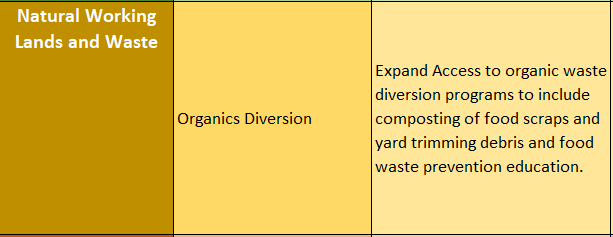 Natural Working
Lands and Waste
Organics Diversion
Expand Access to organic waste
diversion programs to include
composting of food scraps and
yard trimming debris and food
waste prevention education.